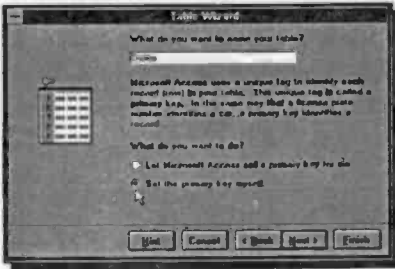 Table Wizard
What do you want to name your table?
Microsoft Access uses a unique tag to identify each
record (row) in your table. This unique tag is called a
primary key. In the same way that a license plate
number identifies a car, a primary key identifies a
record.
What do you want to do?
Let Microsoft Access set a primary key for me.
Set the primary key myself.
Hint Cancel < Back Next > Finish